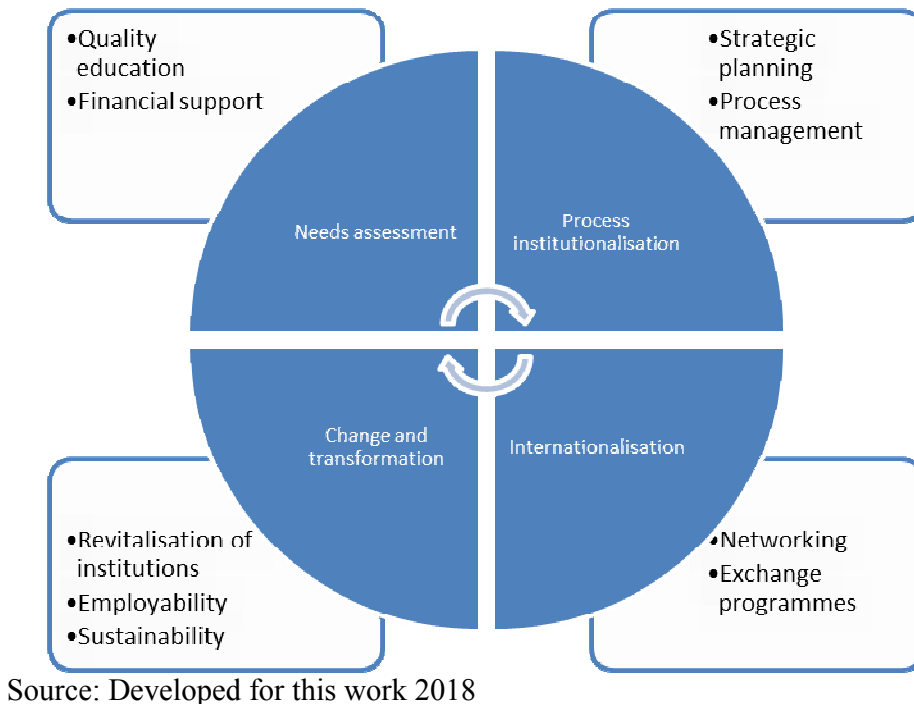 •Quality
education
•Financial support
•Strategic
planning
•Process
management
Needs assessment
Process
institutionalisation
Change and
transformation
Internationalisation
•Revitalisation of
institutions
•Employability
•Sustainability
•Networking
•Exchange
programmes
Source: Developed for this work 2018